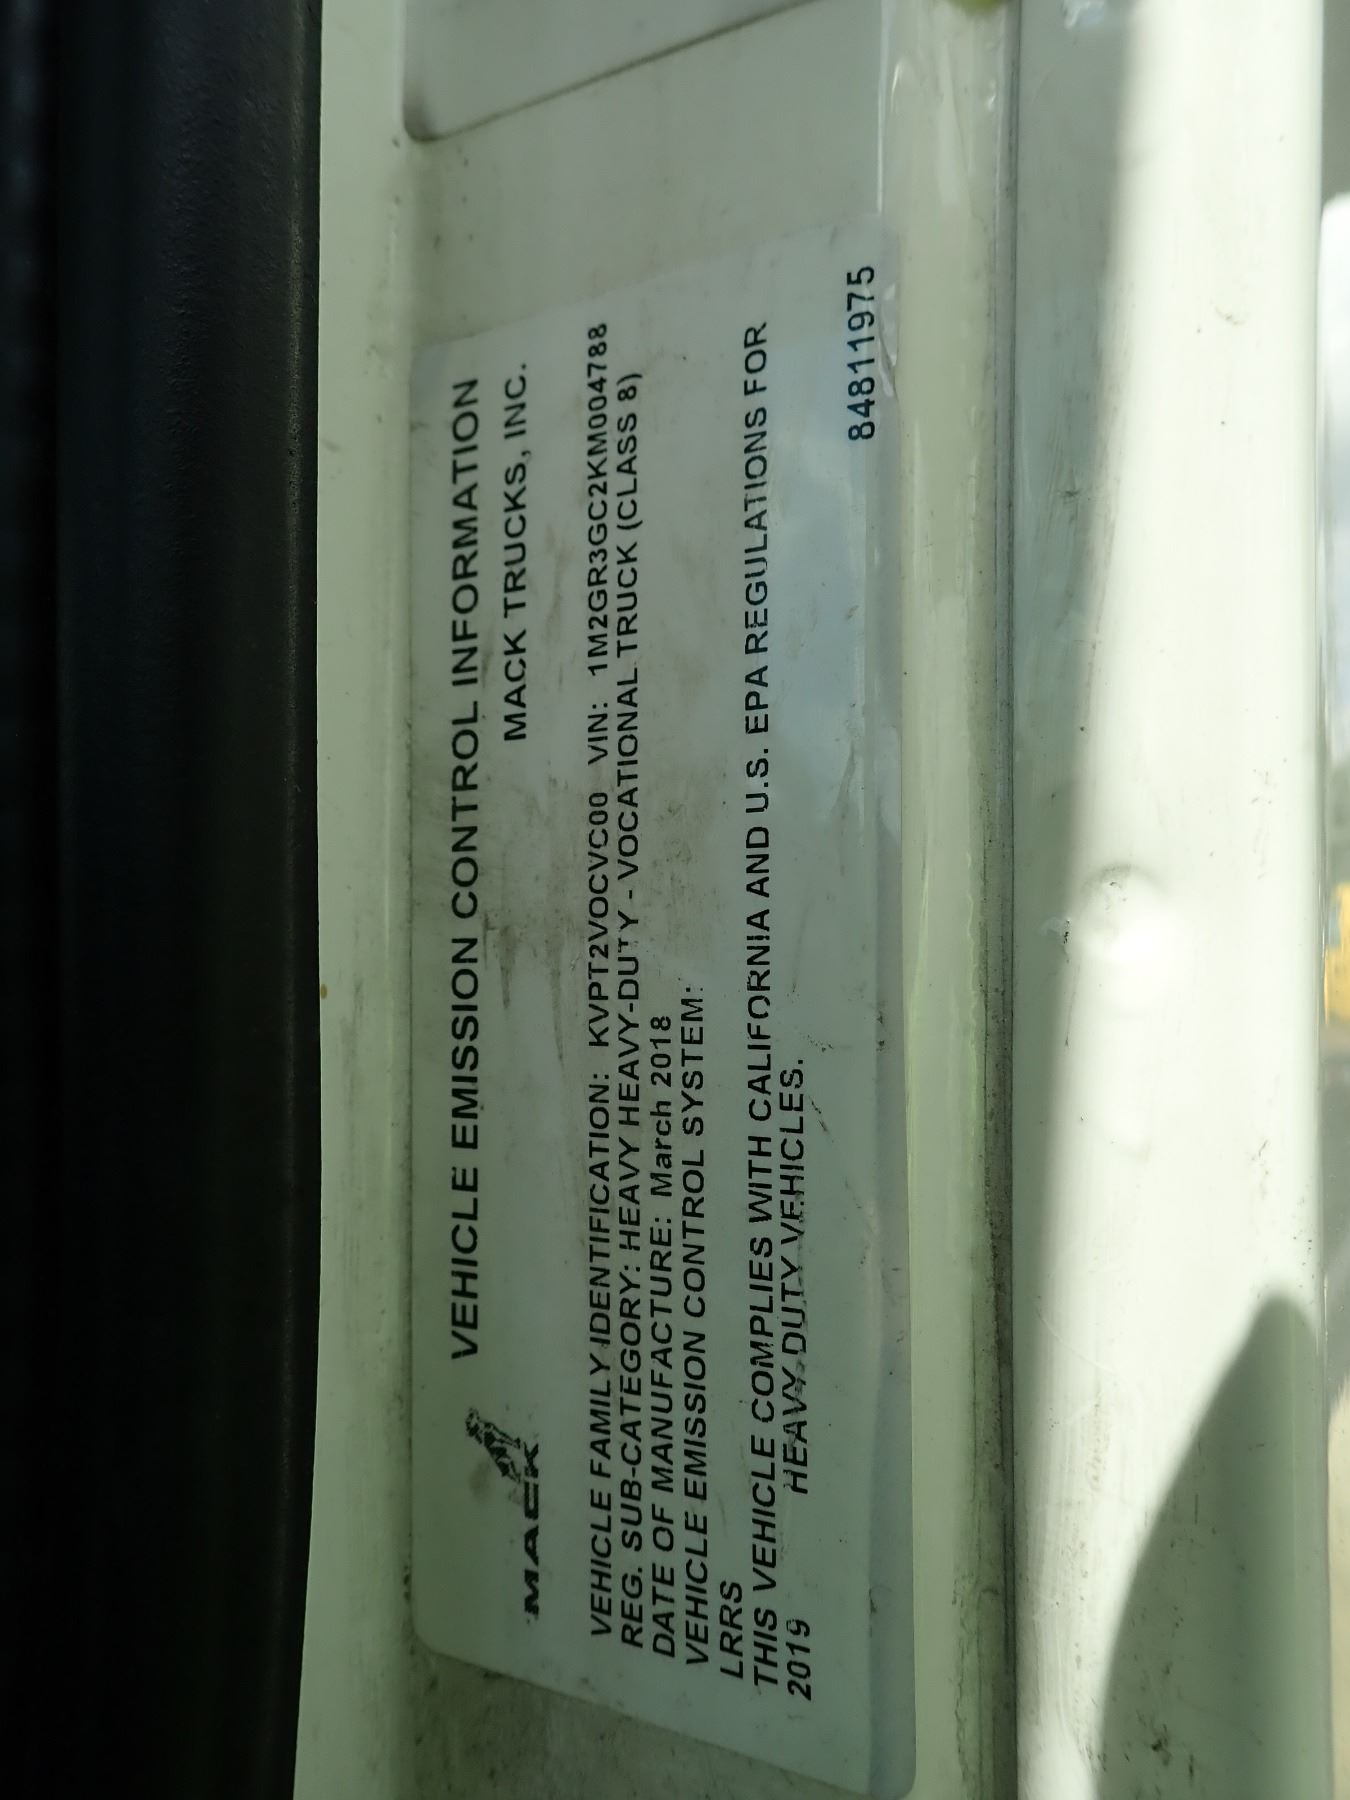 VEHICLE EMISSION CONTROL INFORMATION
MACK
MACK TRUCKS, INC.
VEHICLE FAMILY IDENTIFICATION: KVPT2VOCVC00 VIN: 1M2GR3GC2KM004788
REG. SUB-CATEGORY: HEAVY HEAVY-DUTY - VOCATIONAL TRUCK (CLASS 8)
DATE OF MANUFACTURE: March 2018
VEHICLE EMISSION CONTROL SYSTEM:
LRRS
THIS VEHICLE COMPLIES WITH CALIFORNIA AND U.S. EPA REGULATIONS FOR
2019 HEAVY-DUTY VEHICLES.
84811975